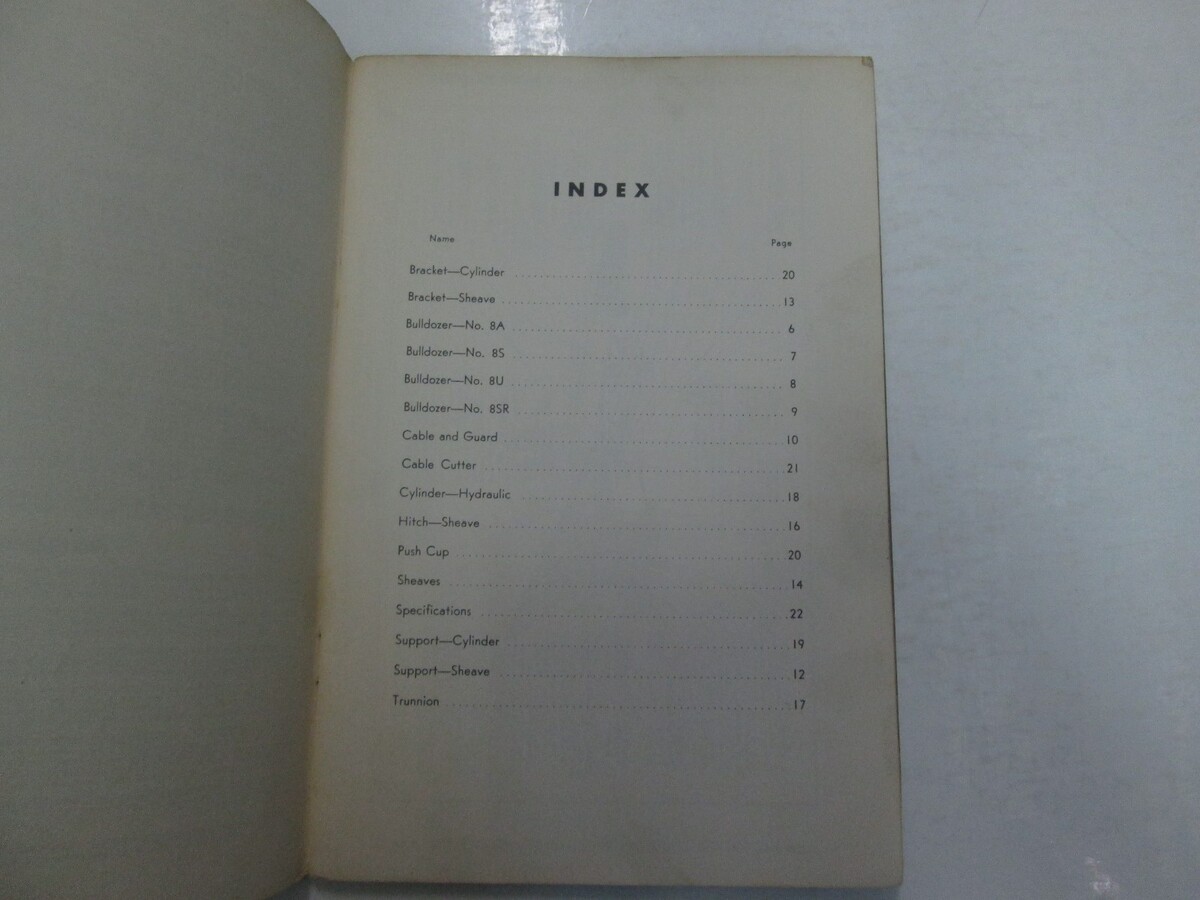 INDEX
Name Page
Bracket—Cylinder 20
Bracket—Sheave 13
Bulldozer—No. 8A 6
Bulldozer—No. 8S 7
Bulldozer—No. 8U 8
Bulldozer—No. 8SR 9
Cable and Guard 10
Cable Cutter 21
Cylinder—Hydraulic 18
Hitch—Sheave 16
Push Cup 20
Sheaves 14
Specifications 22
Support—Cylinder 19
Support—Sheave 12
Trunnion 17